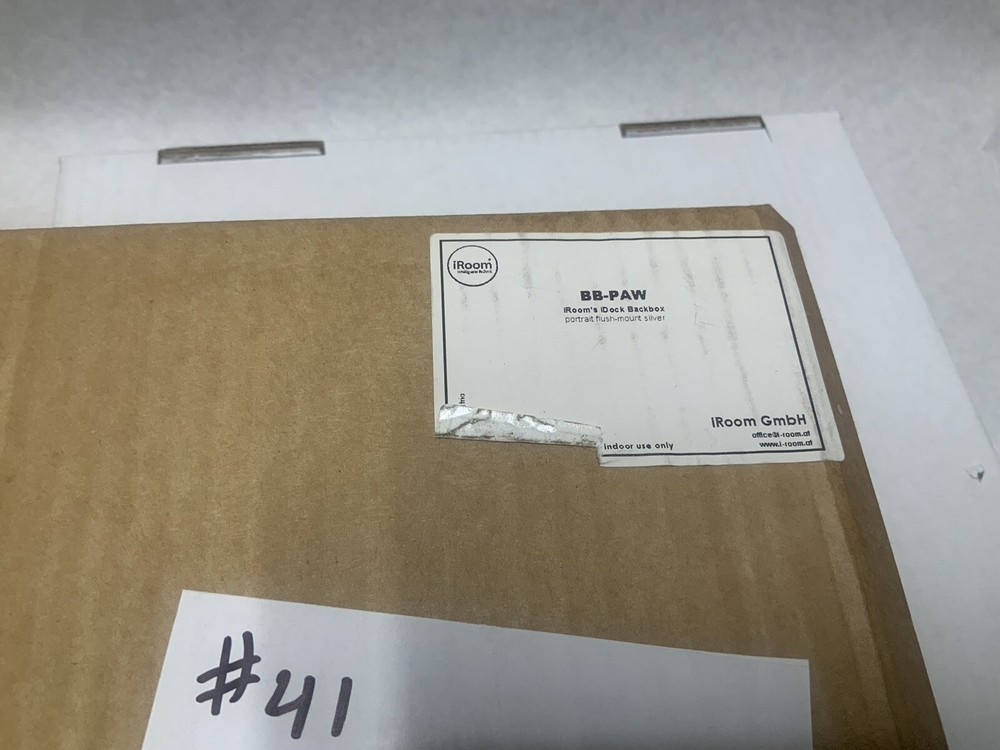 iRoom
BB-PAW
iRoom's iDock Backbox
portrait flush-mount silver
iRoom GmbH
office@i-room.at
www.i-room.at
indoor use only
#41